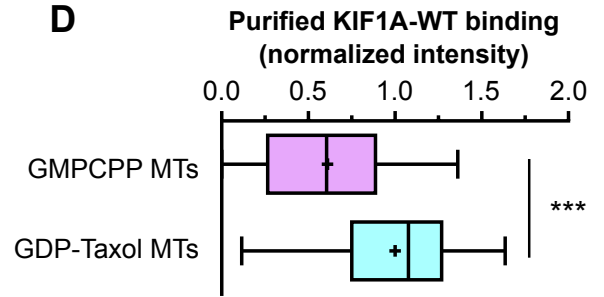 D
Purified KIF1A-WT binding
(normalized intensity)
0.0 0.5 1.0 1.5 2.0
GMPCPP MTs
***
GDP-Taxol MTs